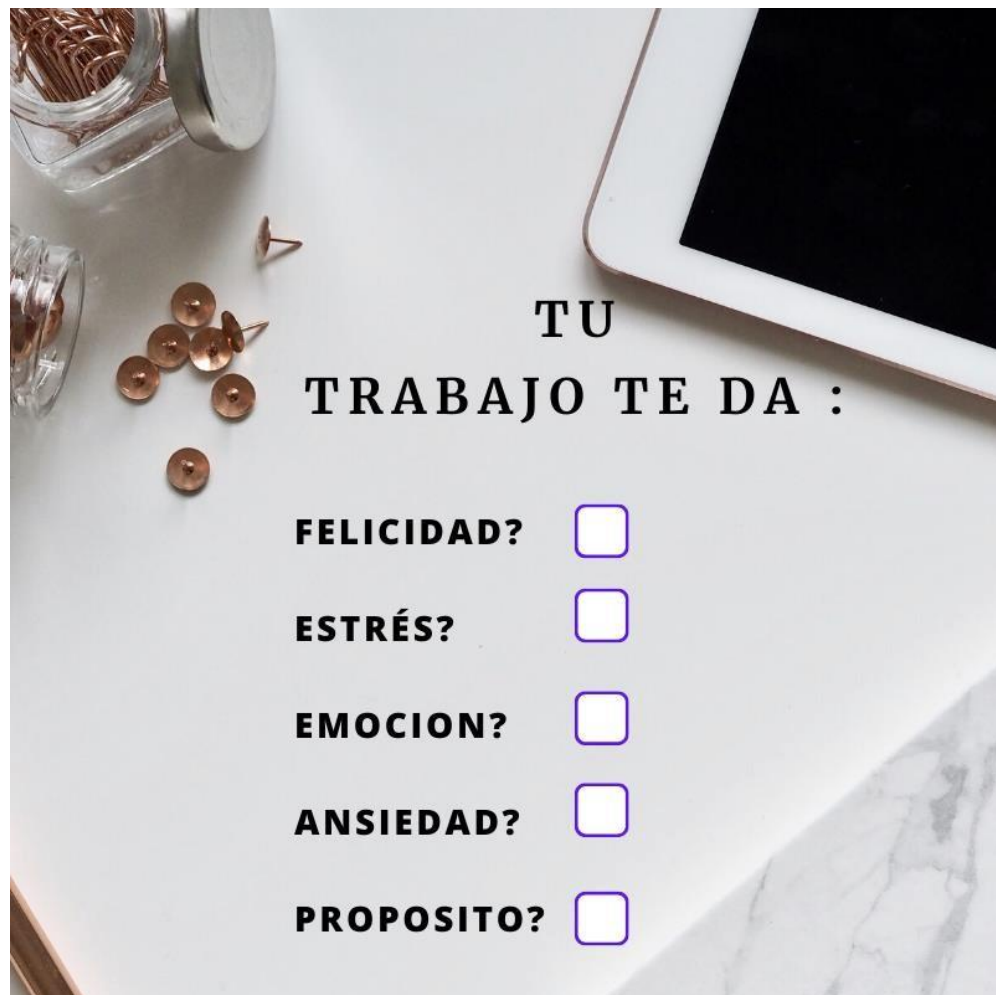 TU
TRABAJO TE DA :
FELICIDAD?
ESTRÉS?
EMOCION?
ANSIEDAD?
PROPOSITO?